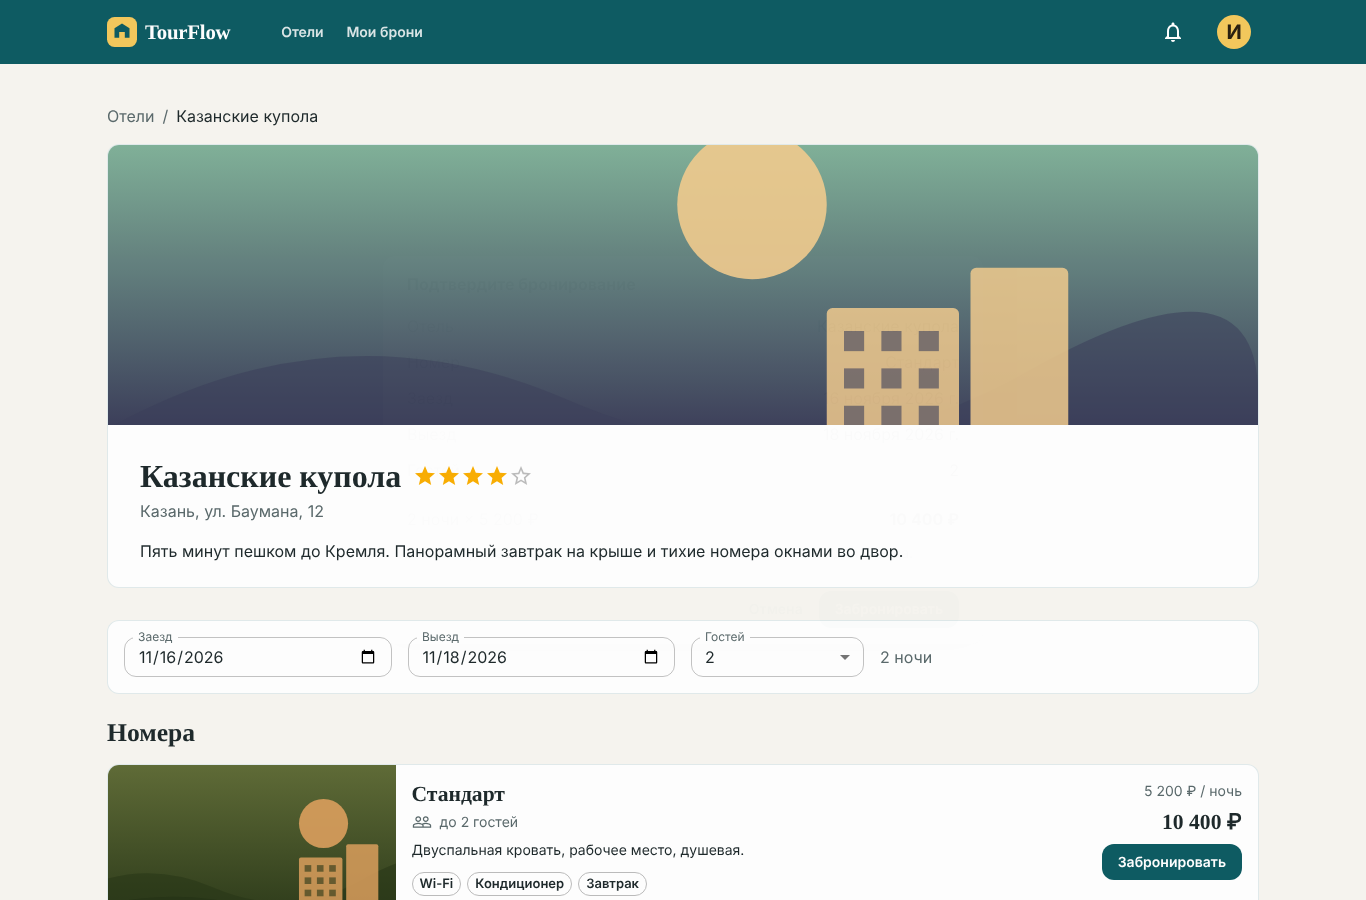 TourFlow
Отели
Мои брони
И
Отели / Казанские купола
Казанские купола
Казань, ул. Баумана, 12
Пять минут пешком до Кремля. Панорамный завтрак на крыше и тихие номера окнами во двор.
Заезд
11/16/2026
Выезд
11/18/2026
Гостей
2
2 ночи
Номера
Стандарт
до 2 гостей
Двуспальная кровать, рабочее место, душевая.
Wi-Fi
Кондиционер
Завтрак
5 200 ₽ / ночь
10 400 ₽
Забронировать